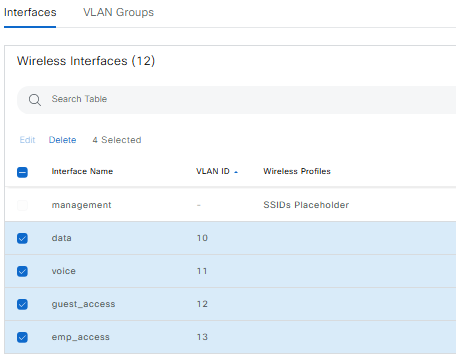 Interfaces VLAN Groups
Wireless Interfaces (12)
Search Table
Edit Delete 4 Selected
Interface Name VLAN ID Wireless Profiles
management - SSIDs Placeholder
data 10
voice 11
guest_access 12
emp_access 13